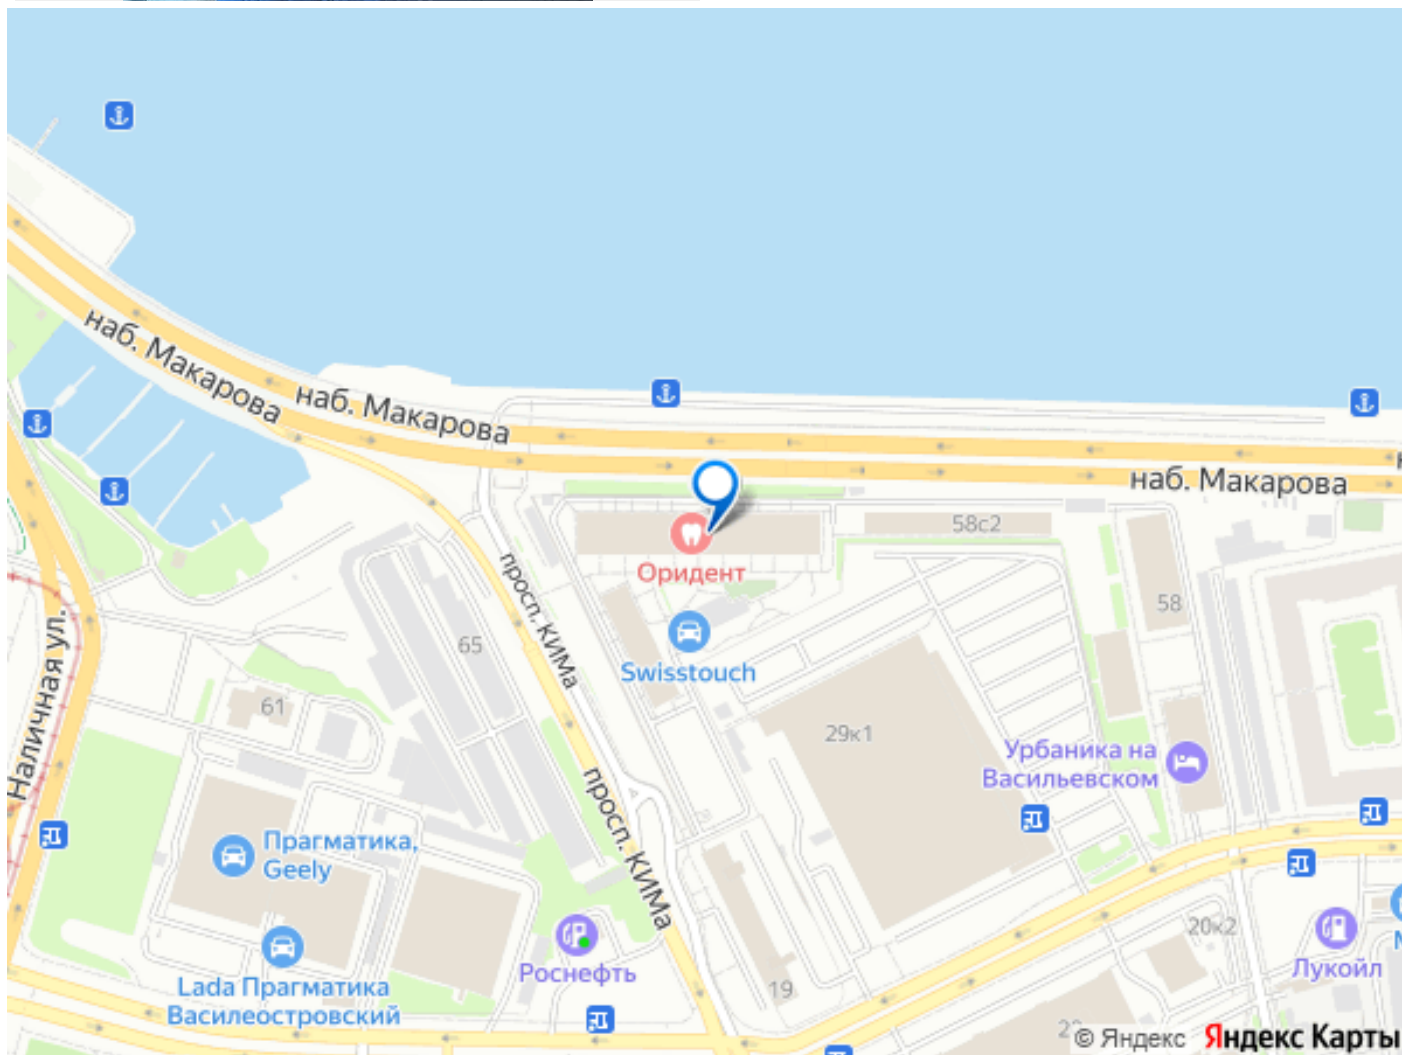 наб. Макарова
наб. Макарова
наб. Макарова
58с2
Оридент
просп. КИМа
58
65
Swisstouch
Наличная ул.
61
29к1
Урбаника на
Васильевском
просп. КИМа
Прагматика,
Geely
20к2
Роснефть
Лукойл
Lada Прагматика
Василеостровский
19
© Яндекс Яндекс Карты